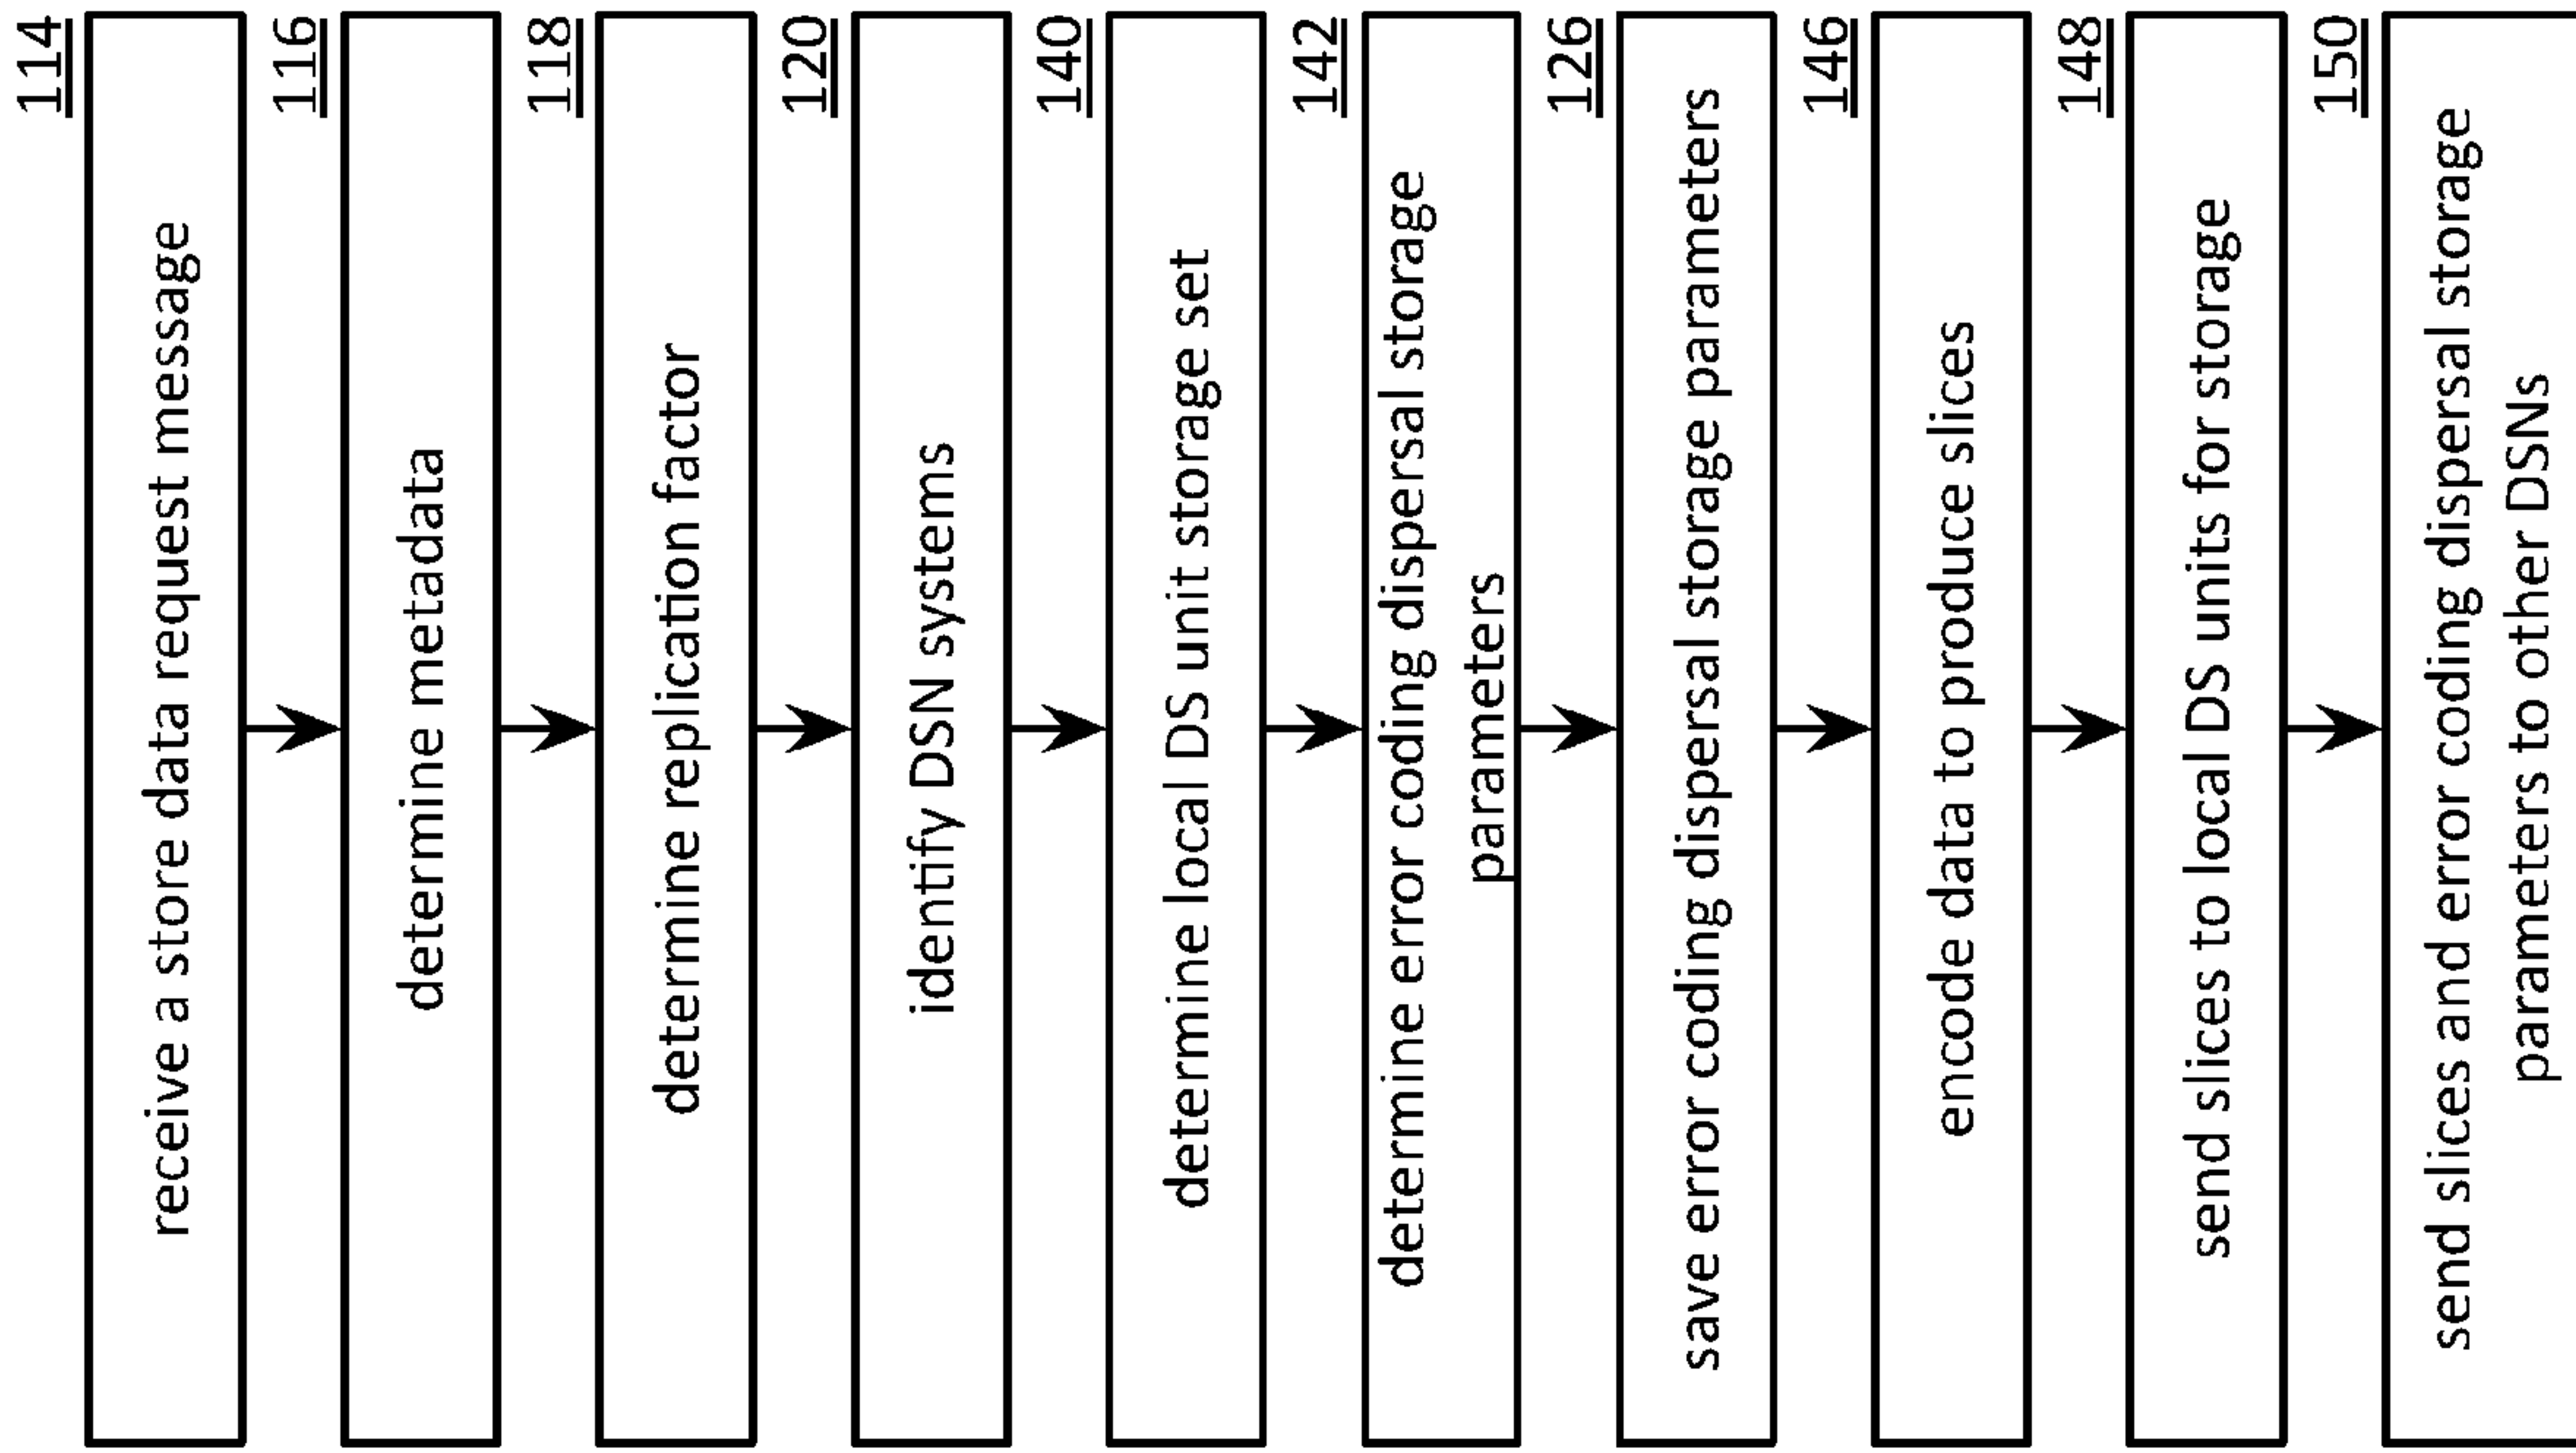 114
receive a store data request message
116
determine metadata
118
determine replication factor
120
identify DSN systems
140
determine local DS unit storage set
142
determine error coding dispersal storage
parameters
126
save error coding dispersal storage parameters
146
encode data to produce slices
148
send slices to local DS units for storage
150
send slices and error coding dispersal storage
parameters to other DSNs